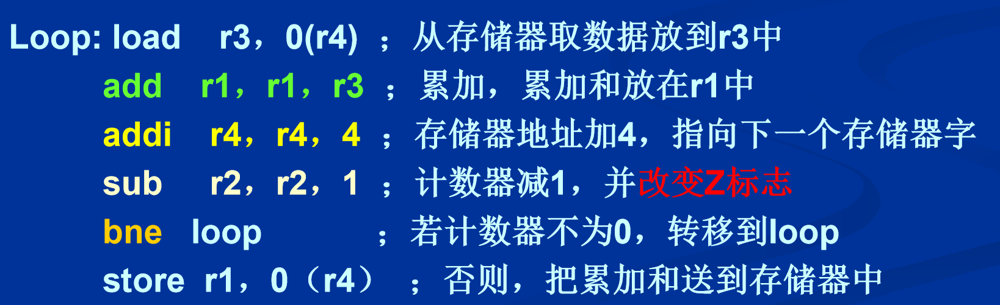 Loop: load r3，0(r4) ；从存储器取数据放到r3中
add r1，r1，r3 ；累加，累加和放在r1中
addi r4，r4，4 ；存储器地址加4，指向下一个存储器字
sub r2，r2，1 ；计数器减1，并改变Z标志
bne loop ；若计数器不为0，转移到loop
store r1，0（r4） ；否则，把累加和送到存储器中